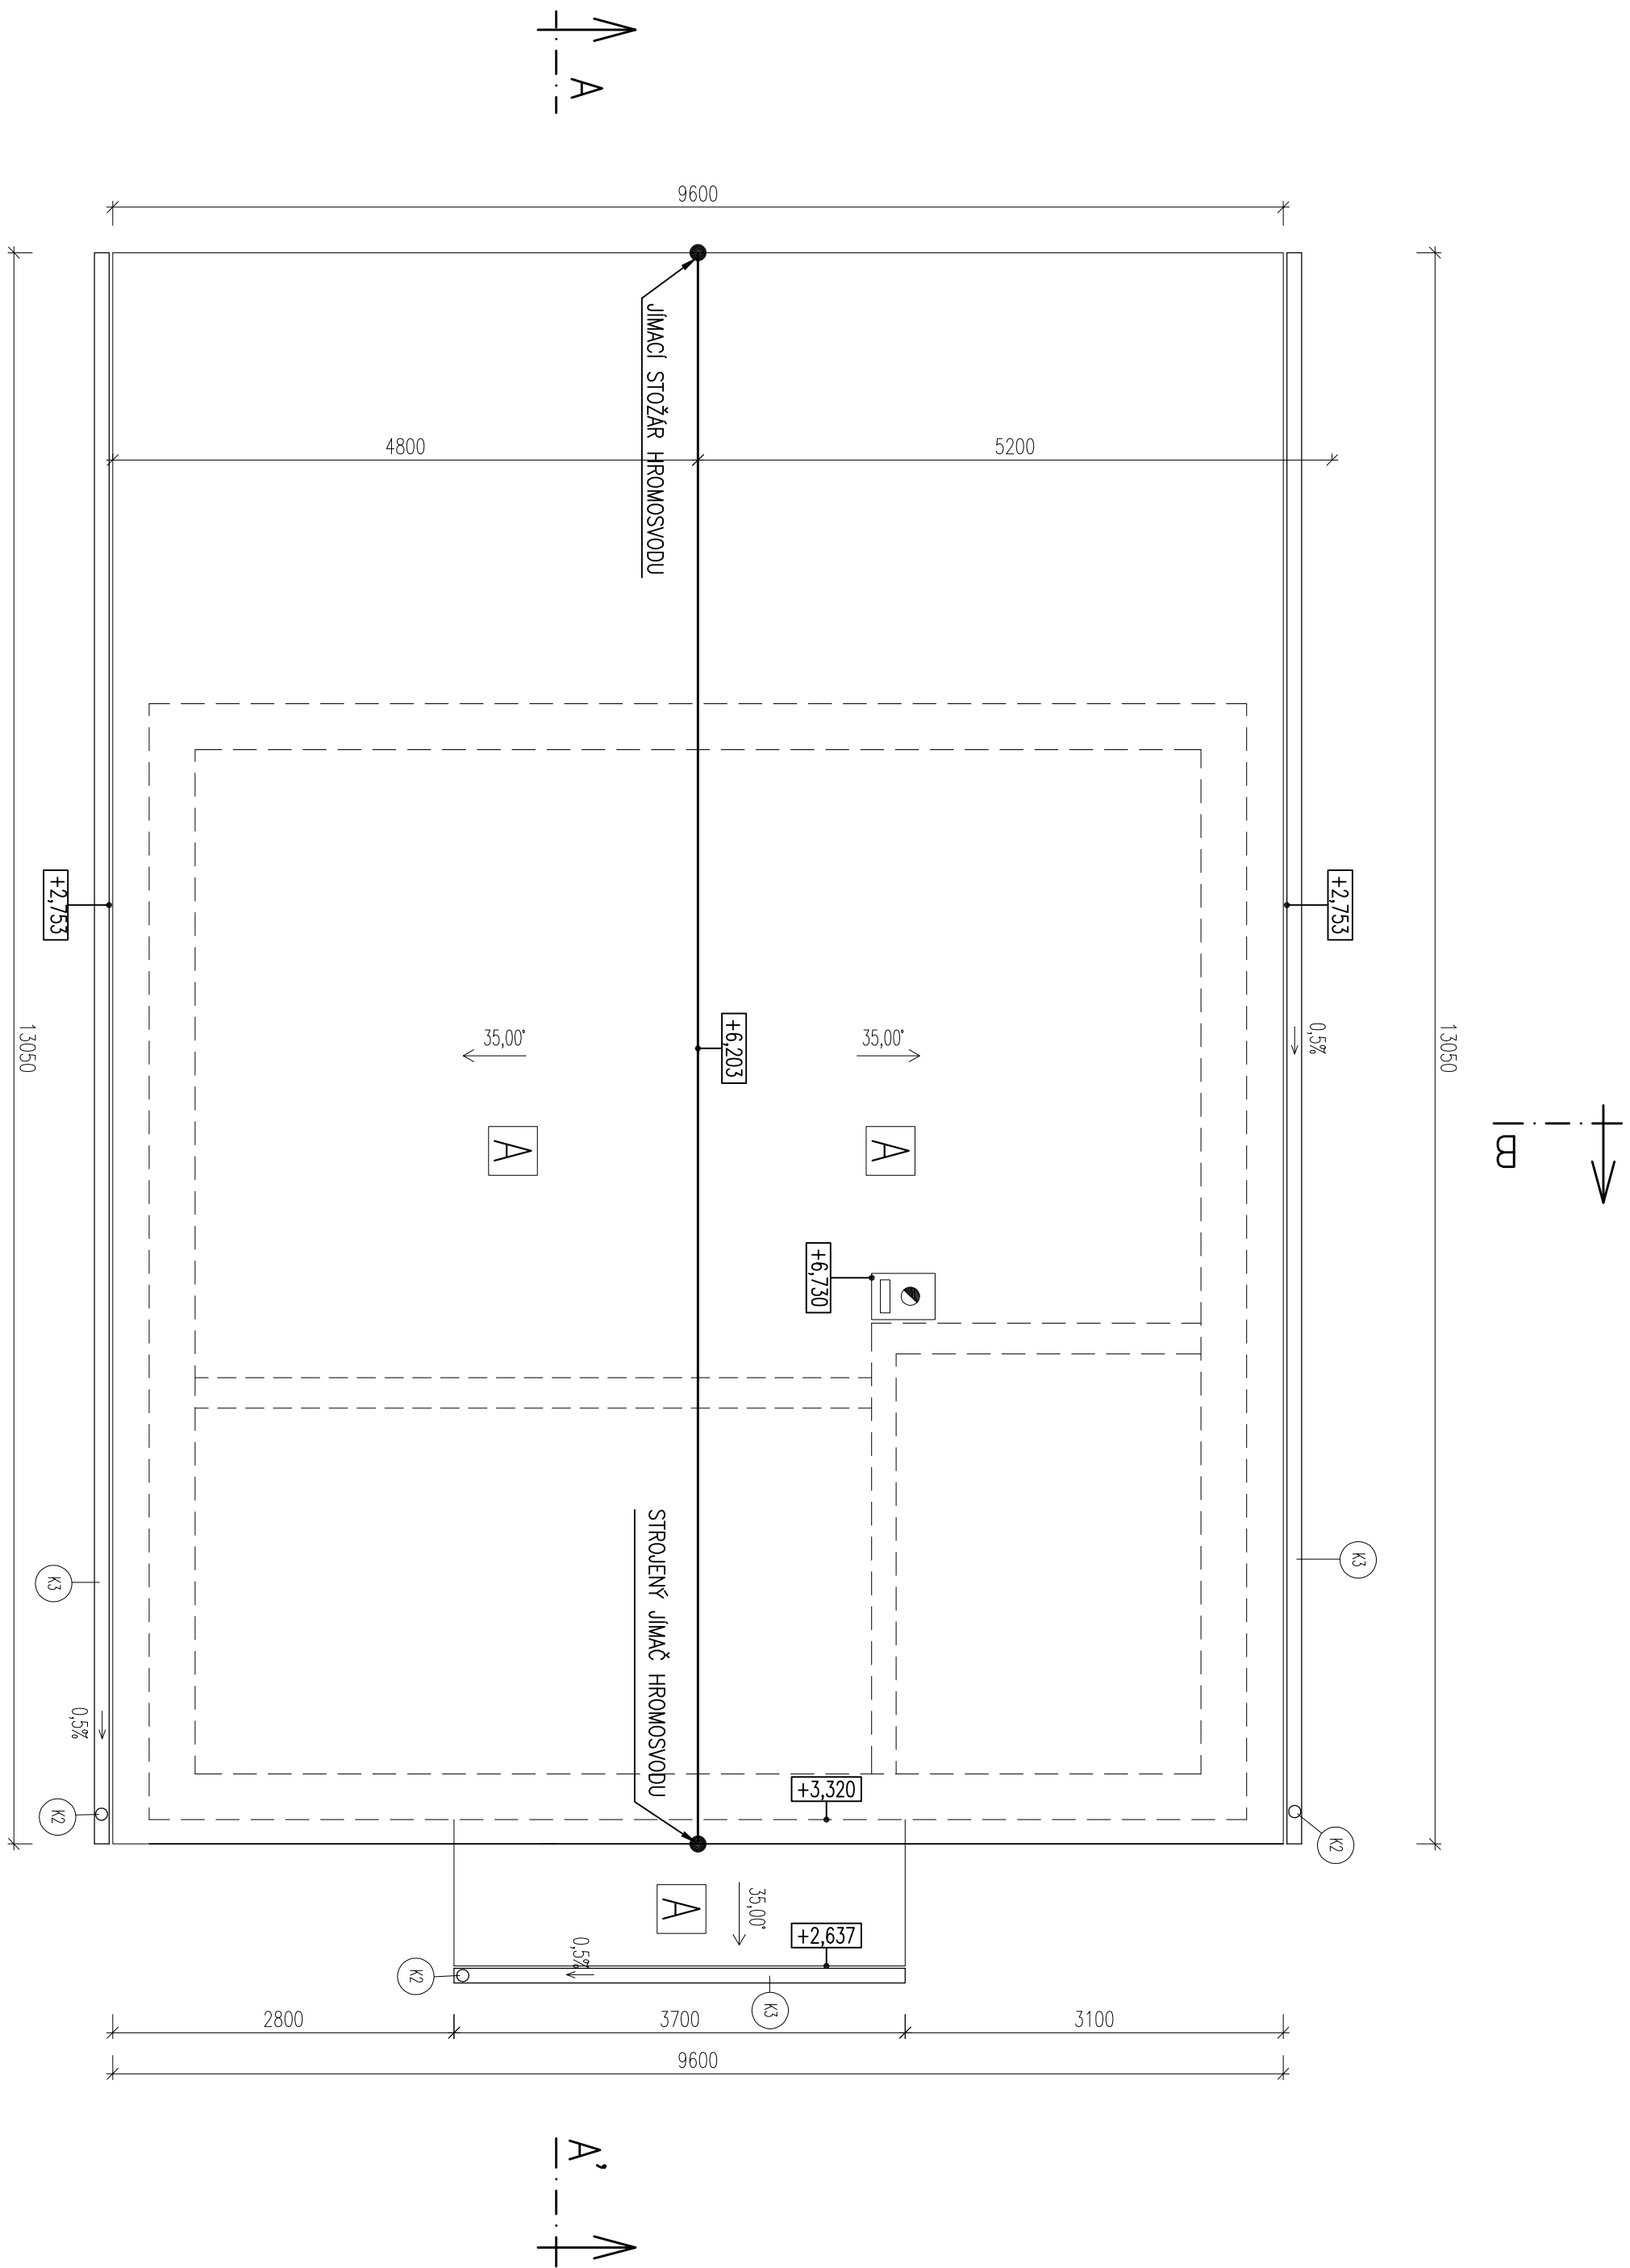 A
9600
13050
JÍMACÍ STOŽÁR HROMOSVODU
4800
5200
+2,753
+2,753
0,5%
13050
13050
B
35,00°
35,00°
+6,203
A
A
+6,730
K3
K3
STROJENÝ JÍMAČ HROMOSVODU
0,5%
+3,320
K2
K2
A
35,00°
+2,637
0,5%
K2
K3
2800
3700
3100
9600
A'